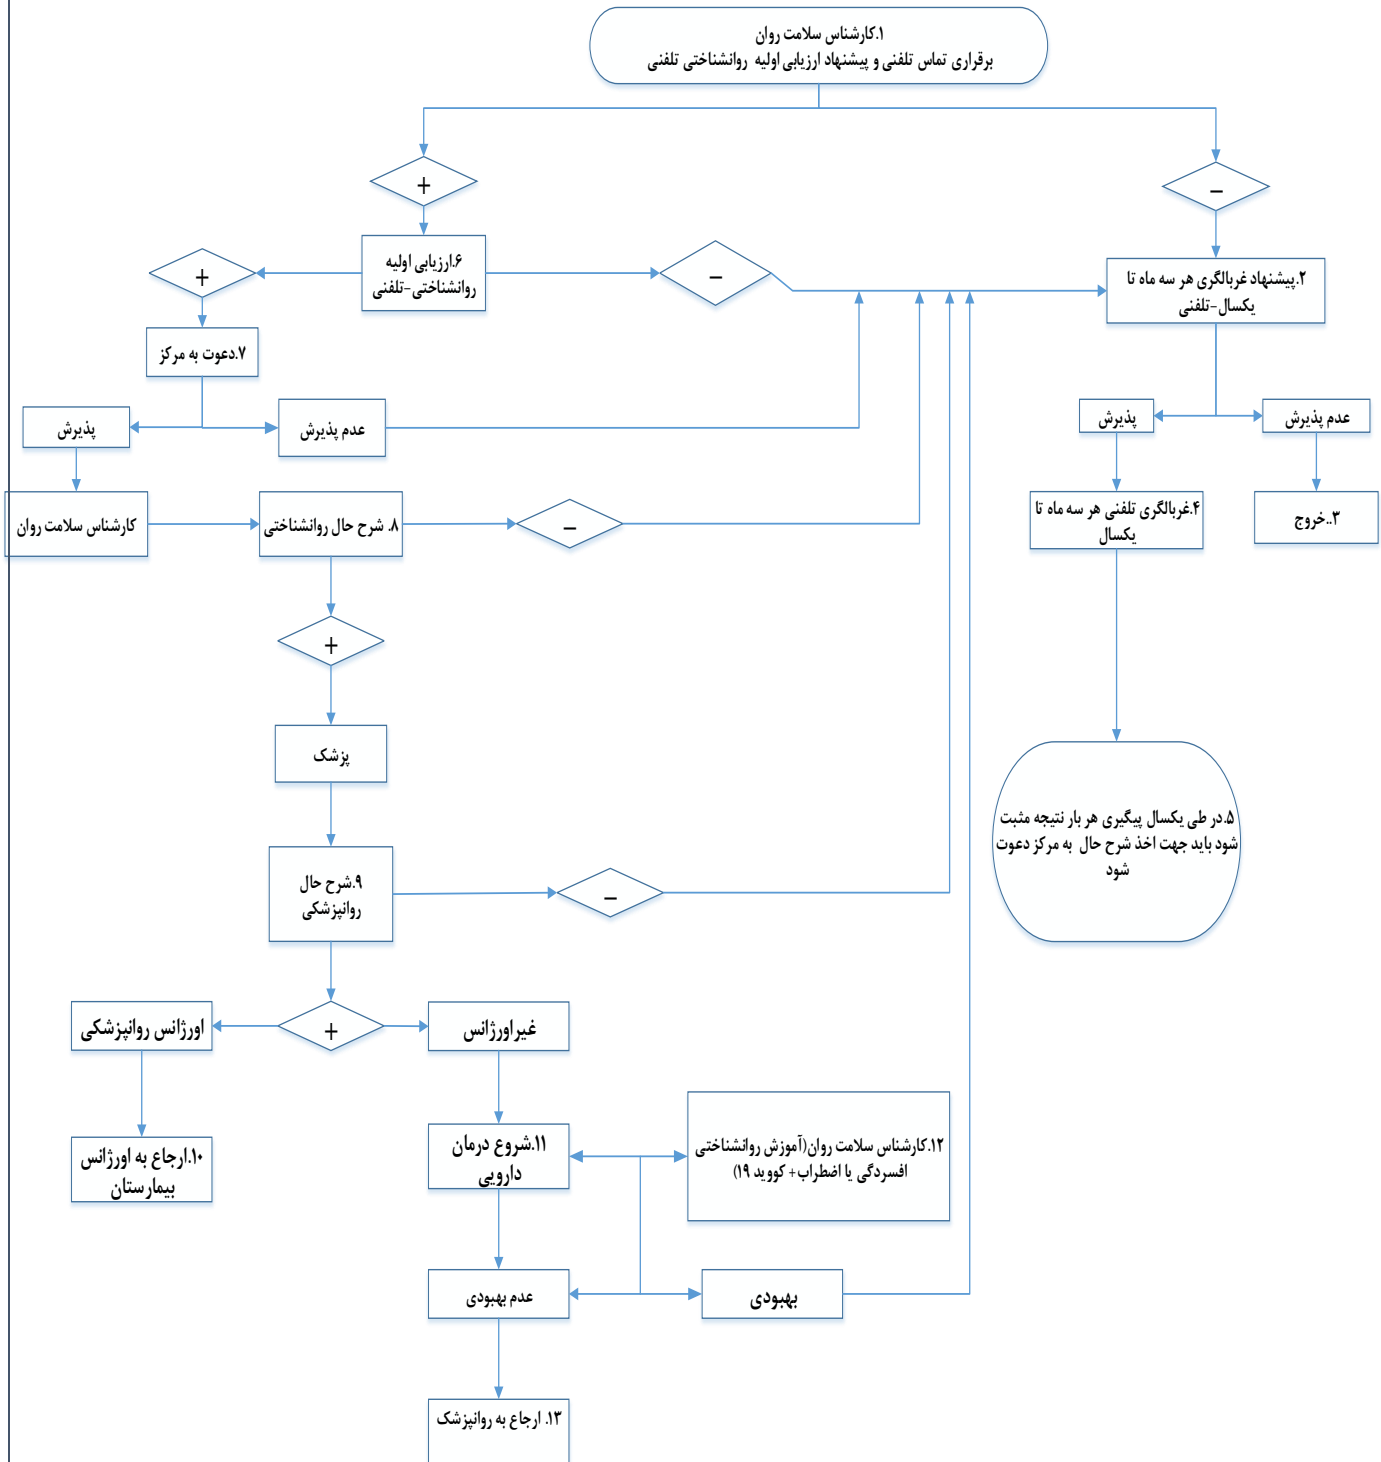 ۱.کارشناس سلامت روان
برقراری تماس تلفنی و پیشنهاد ارزیابی اولیه روانشناختی تلفنی
+
–
۶.ارزیابی اولیه
روانشناختی-تلفنی
+
–
۲.پیشنهاد غربالگری هر سه ماه تا
یکسال-تلفنی
۷.دعوت به مرکز
پذیرش
عدم پذیرش
پذیرش
عدم پذیرش
کارشناس سلامت روان
۸. شرح حال روانشناختی
–
۴.غربالگری تلفنی هر سه ماه تا
یکسال
۳..خروج
+
پزشک
۵.در طی یکسال پیگیری هر بار نتیجه مثبت
شود باید جهت اخذ شرح حال به مرکز دعوت
شود
۹.شرح حال
روانپزشکی
–
اورژانس روانپزشکی
+
غیراورژانس
۱۰.ارجاع به اورژانس
بیمارستان
۱۱.شروع درمان
دارویی
۱۲.کارشناس سلامت روان(آموزش روانشناختی
افسردگی یا اضطراب+ کووید ۱۹)
عدم بهبودی
بهبودی
۱۳. ارجاع به روانپزشک